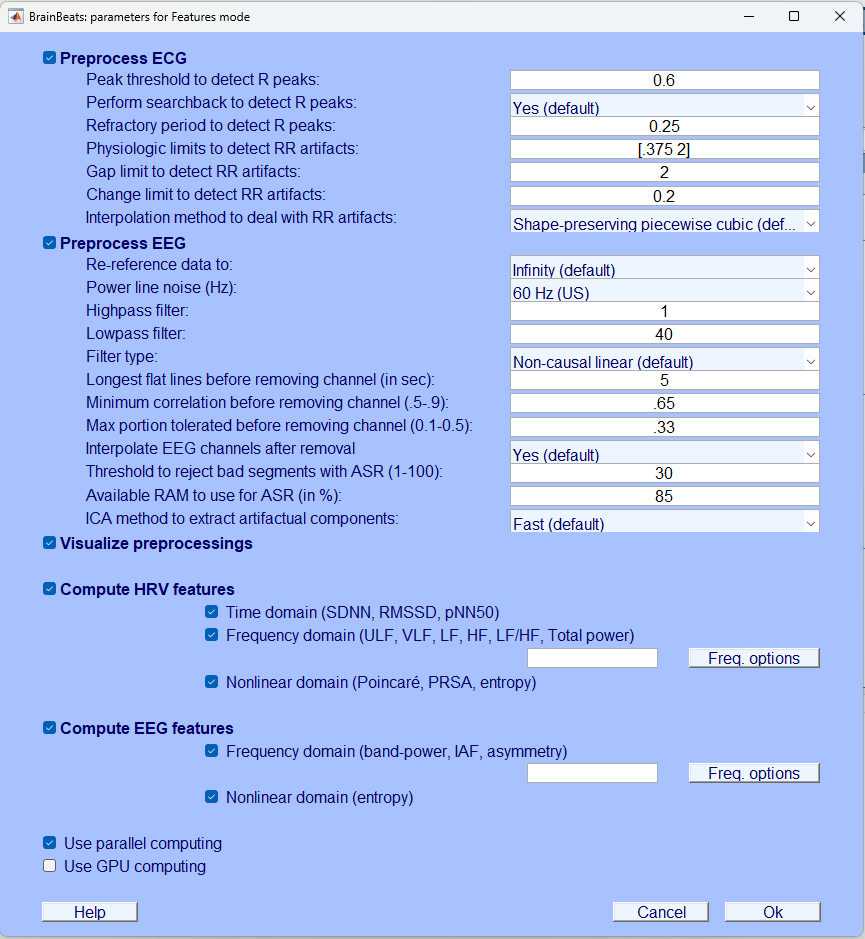 BrainBeats: parameters for Features mode
Preprocess ECG
Peak threshold to detect R peaks: 0.6
Perform searchback to detect R peaks: Yes (default)
Refractory period to detect R peaks: 0.25
Physiologic limits to detect RR artifacts: [.375 2]
Gap limit to detect RR artifacts: 2
Change limit to detect RR artifacts: 0.2
Interpolation method to deal with RR artifacts: Shape-preserving piecewise cubic (def...
Preprocess EEG
Re-reference data to: Infinity (default)
Power line noise (Hz): 60 Hz (US)
Highpass filter: 1
Lowpass filter: 40
Filter type: Non-causal linear (default)
Longest flat lines before removing channel (in sec): 5
Minimum correlation before removing channel (.5-.9): .65
Max portion tolerated before removing channel (0.1-0.5): .33
Interpolate EEG channels after removal Yes (default)
Threshold to reject bad segments with ASR (1-100): 30
Available RAM to use for ASR (in %): 85
ICA method to extract artifactual components: Fast (default)
Visualize preprocessings
Compute HRV features
Time domain (SDNN, RMSSD, pNN50)
Frequency domain (ULF, VLF, LF, HF, LF/HF, Total power)
Freq. options
Nonlinear domain (Poincaré, PRSA, entropy)
Compute EEG features
Frequency domain (band-power, IAF, asymmetry)
Freq. options
Nonlinear domain (entropy)
Use parallel computing
Use GPU computing
Help Cancel Ok